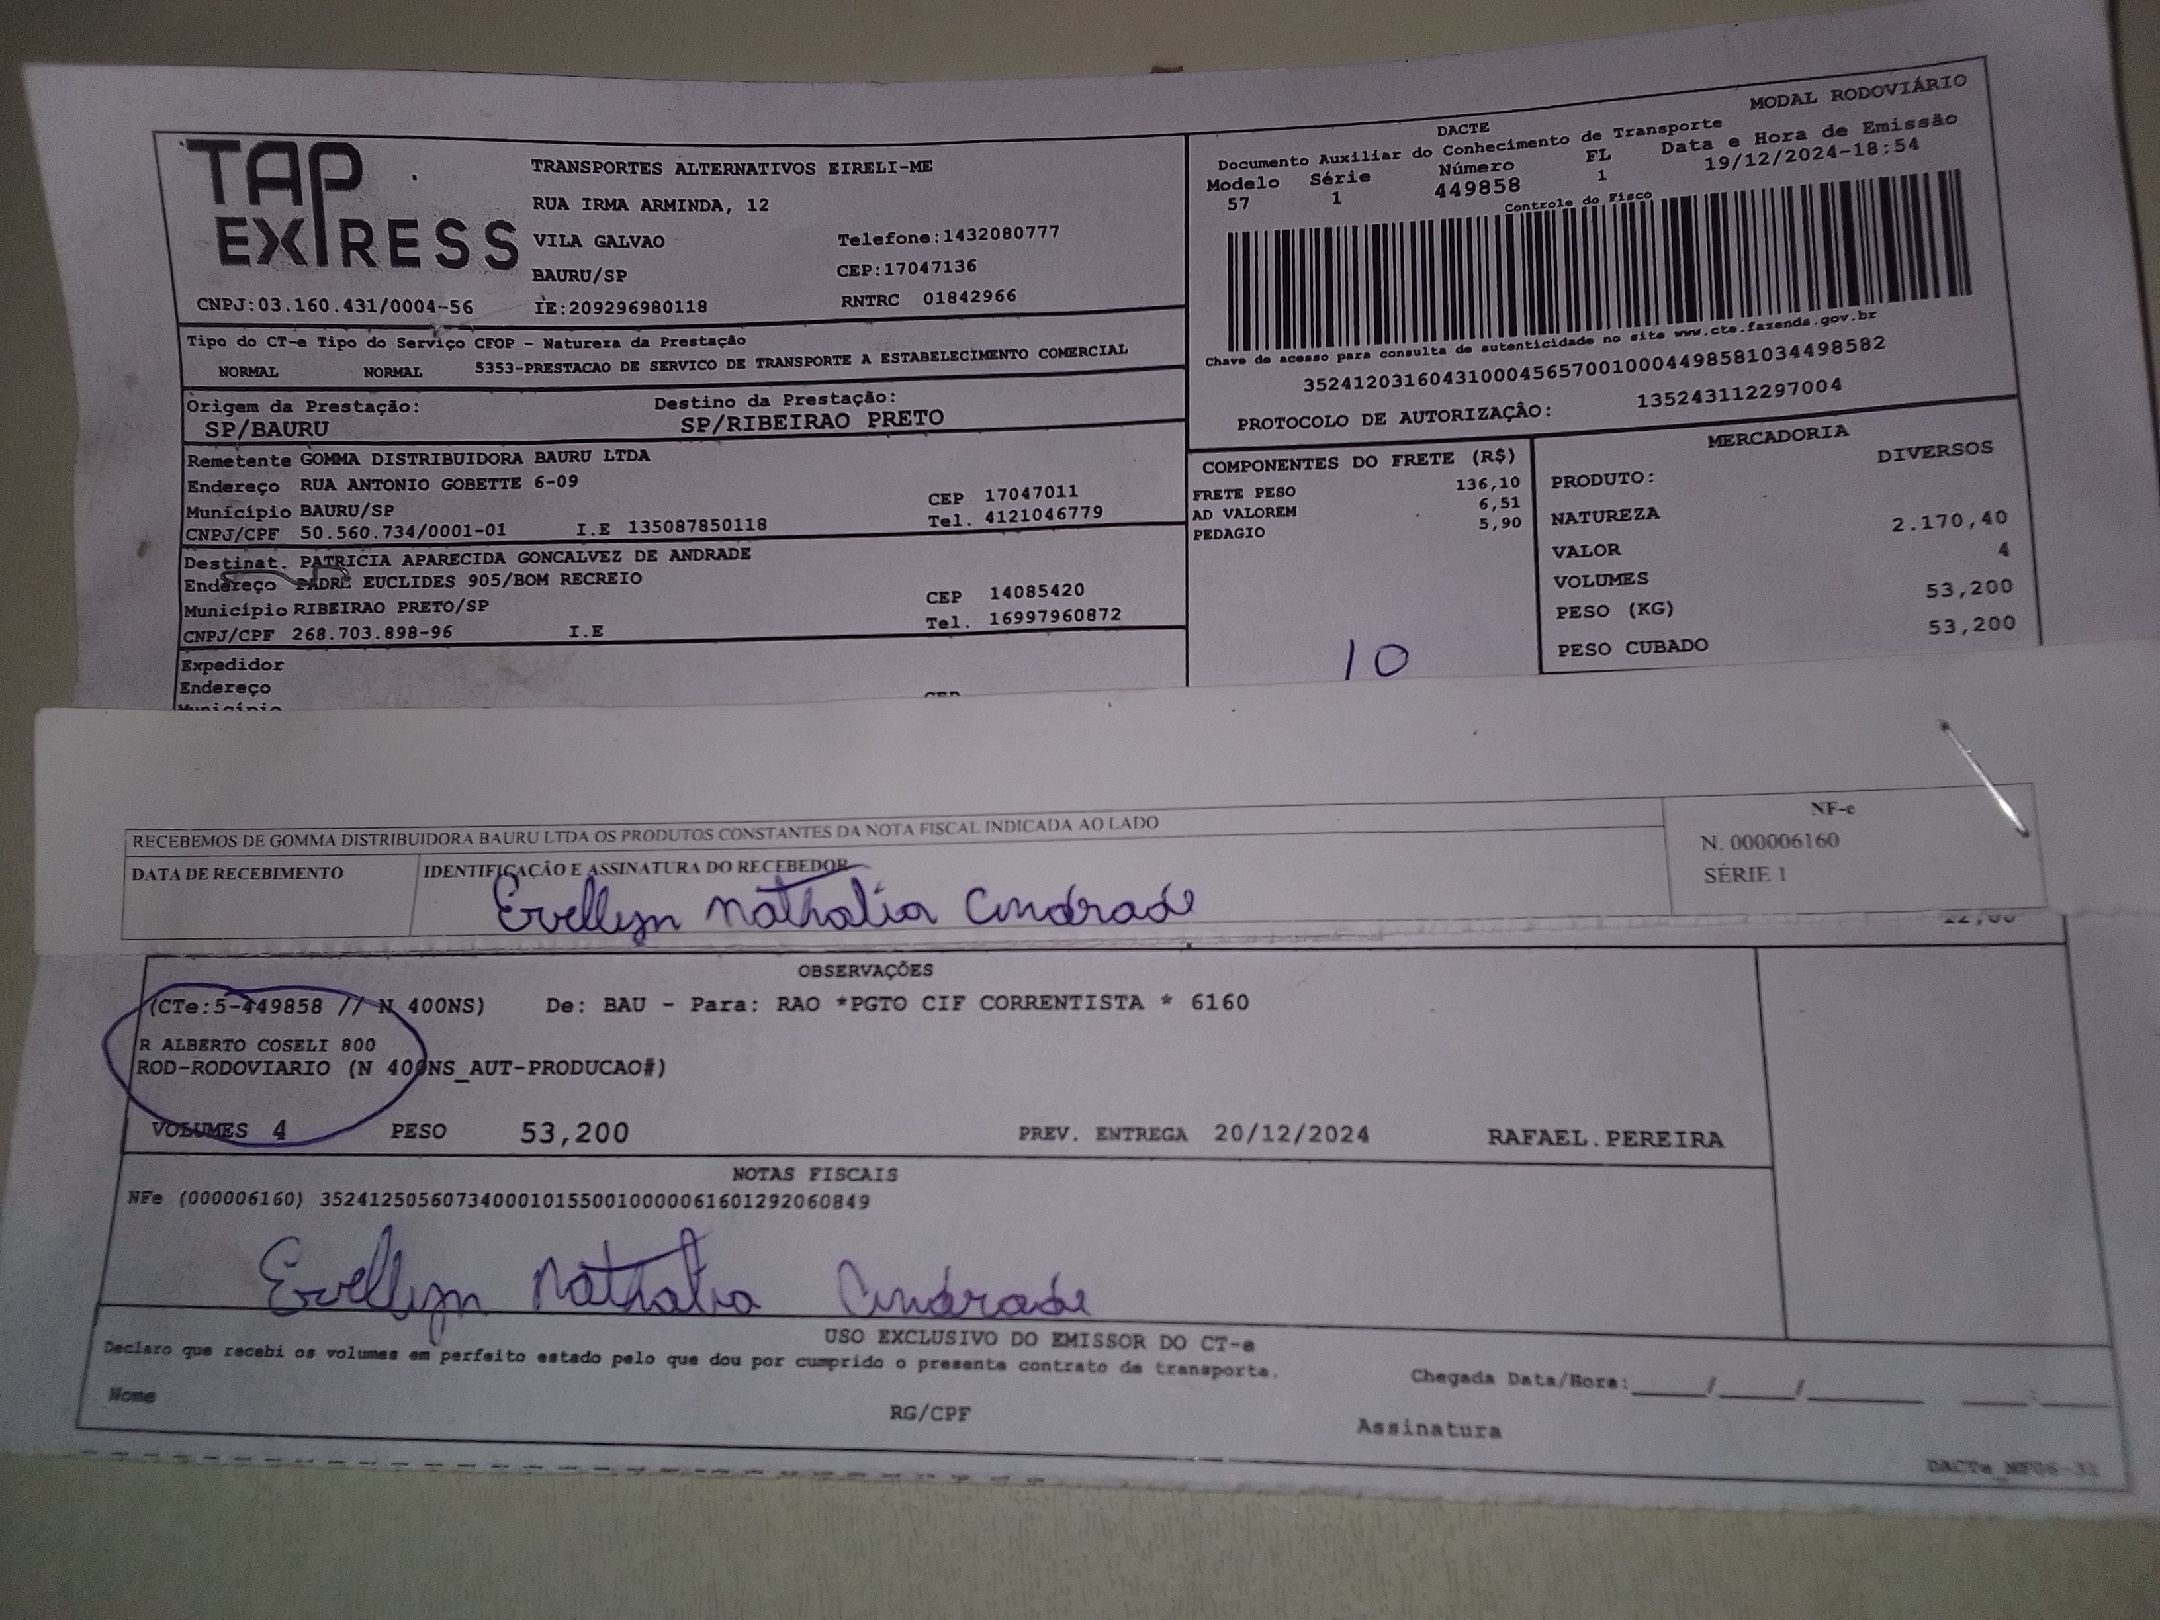 TAP EXPRESS
TRANSPORTES ALTERNATIVOS EIRELI-ME
RUA IRMA ARMINDA, 12
VILA GALVAO Telefone:1432080777
BAURU/SP CEP:17047136
CNPJ:03.160.431/0004-56 IE:209296980118 RNTRC 01842966
MODAL RODOVIÁRIO
DACTE
Documento Auxiliar do Conhecimento de Transporte
Modelo Série Número FL Data e Hora de Emissão
57 1 449858 1 19/12/2024-18:54
Controle do Fisco
Chave de acesso para consulta de autenticidade no site www.cte.fazenda.gov.br
35241203160431000456570010004498581034498582
PROTOCOLO DE AUTORIZAÇÃO: 135243112297004
Tipo do CT-e Tipo do Serviço CFOP - Natureza da Prestação
NORMAL NORMAL 5353-PRESTACAO DE SERVICO DE TRANSPORTE A ESTABELECIMENTO COMERCIAL
Origem da Prestação: Destino da Prestação:
SP/BAURU SP/RIBEIRAO PRETO
Remetente GOMMA DISTRIBUIDORA BAURU LTDA
Endereço RUA ANTONIO GOBETTE 6-09
Município BAURU/SP CEP 17047011
CNPJ/CPF 50.560.734/0001-01 I.E 135087850118 Tel. 4121046779
Destinat. PATRICIA APARECIDA GONCALVEZ DE ANDRADE
Endereço PADRE EUCLIDES 905/BOM RECREIO
Município RIBEIRAO PRETO/SP CEP 14085420
CNPJ/CPF 268.703.898-96 I.E Tel. 16997960872
Expedidor
Endereço
Município CEP
COMPONENTES DO FRETE (R$)
FRETE PESO 136,10
AD VALOREM 6,51
PEDAGIO 5,90
10
MERCADORIA
PRODUTO: DIVERSOS
NATUREZA
VALOR 2.170,40
VOLUMES 4
PESO (KG) 53,200
PESO CUBADO 53,200
RECEBEMOS DE GOMMA DISTRIBUIDORA BAURU LTDA OS PRODUTOS CONSTANTES DA NOTA FISCAL INDICADA AO LADO
DATA DE RECEBIMENTO IDENTIFICAÇÃO E ASSINATURA DO RECEBEDOR
Evellyn Nathalia Andrade
NF-e
N. 000006160
SÉRIE 1
OBSERVAÇÕES
(CTe:5-449858 // N 400NS) De: BAU - Para: RAO *PGTO CIF CORRENTISTA * 6160
R ALBERTO COSELI 800
ROD-RODOVIARIO (N 400NS_AUT-PRODUCAO#)
VOLUMES 4 PESO 53,200 PREV. ENTREGA 20/12/2024 RAFAEL.PEREIRA
NOTAS FISCAIS
NFe (000006160) 35241250560734000101550010000061601292060849
Evellyn Nathalia Andrade
USO EXCLUSIVO DO EMISSOR DO CT-e
Declaro que recebi os volumes em perfeito estado pelo que dou por cumprido o presente contrato de transporte.
Chegada Data/Hora:_____/_____/_______ ____:____
Nome RG/CPF Assinatura